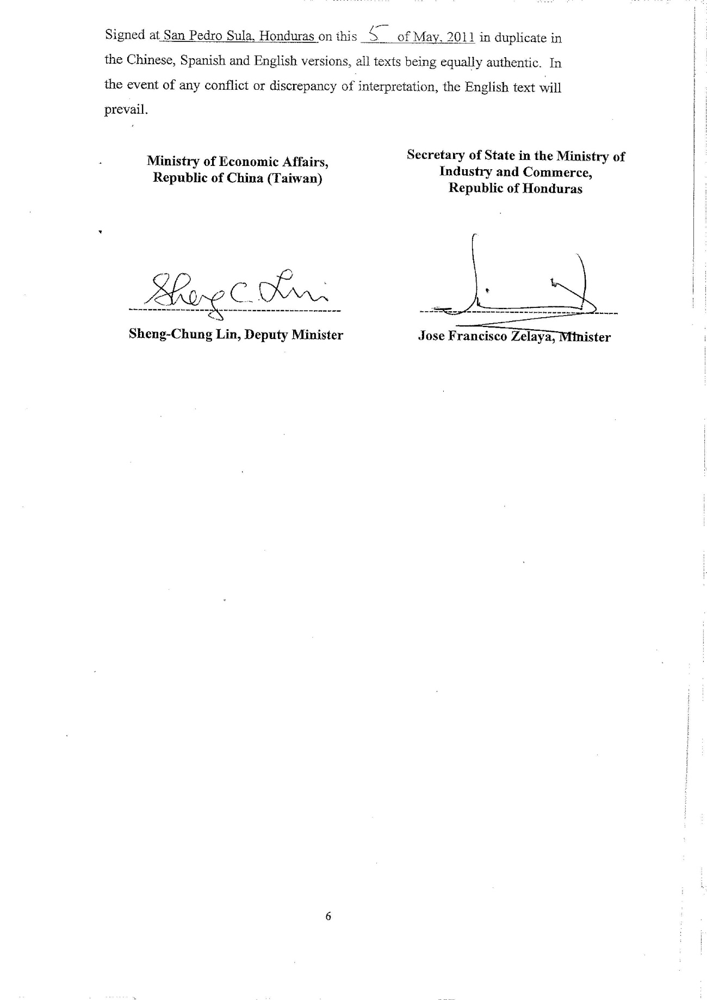 Signed at San Pedro Sula, Honduras on this 5 of May, 2011 in duplicate in
the Chinese, Spanish and English versions, all texts being equally authentic. In
the event of any conflict or discrepancy of interpretation, the English text will
prevail.
Ministry of Economic Affairs,
Republic of China (Taiwan)
Secretary of State in the Ministry of
Industry and Commerce,
Republic of Honduras
Sheng C. Lin
Sheng-Chung Lin, Deputy Minister
Jose Francisco Zelaya, Minister
6